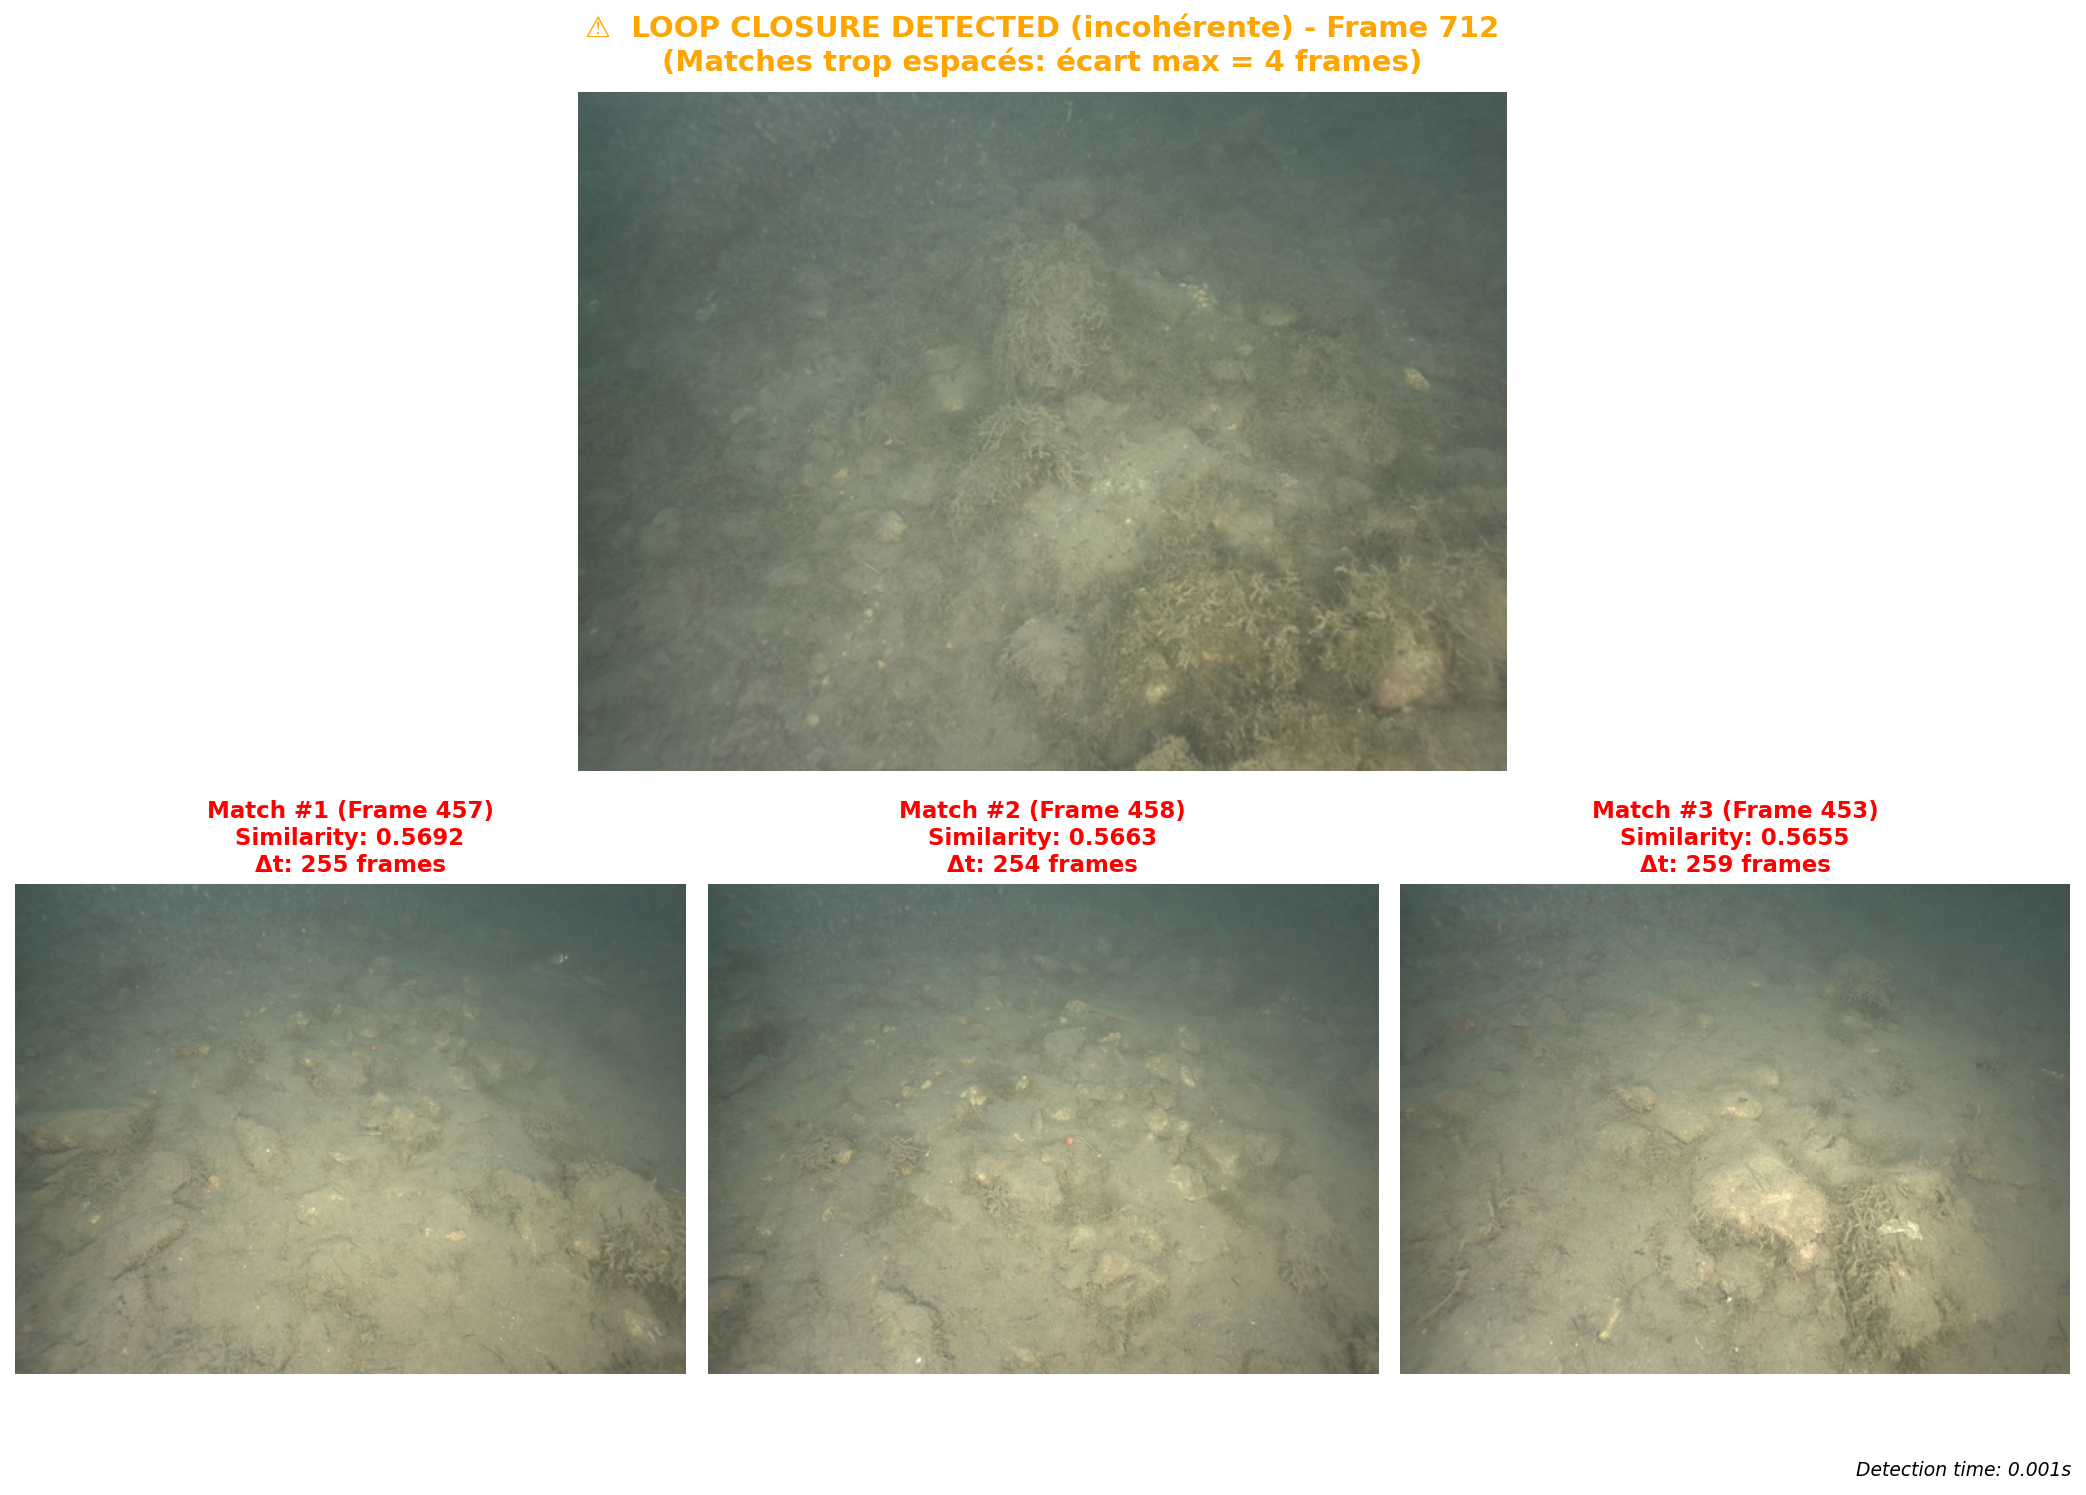 ⚠ LOOP CLOSURE DETECTED (incohérente) - Frame 712
(Matches trop espacés: écart max = 4 frames)
Match #1 (Frame 457)
Similarity: 0.5692
Δt: 255 frames
Match #2 (Frame 458)
Similarity: 0.5663
Δt: 254 frames
Match #3 (Frame 453)
Similarity: 0.5655
Δt: 259 frames
Detection time: 0.001s